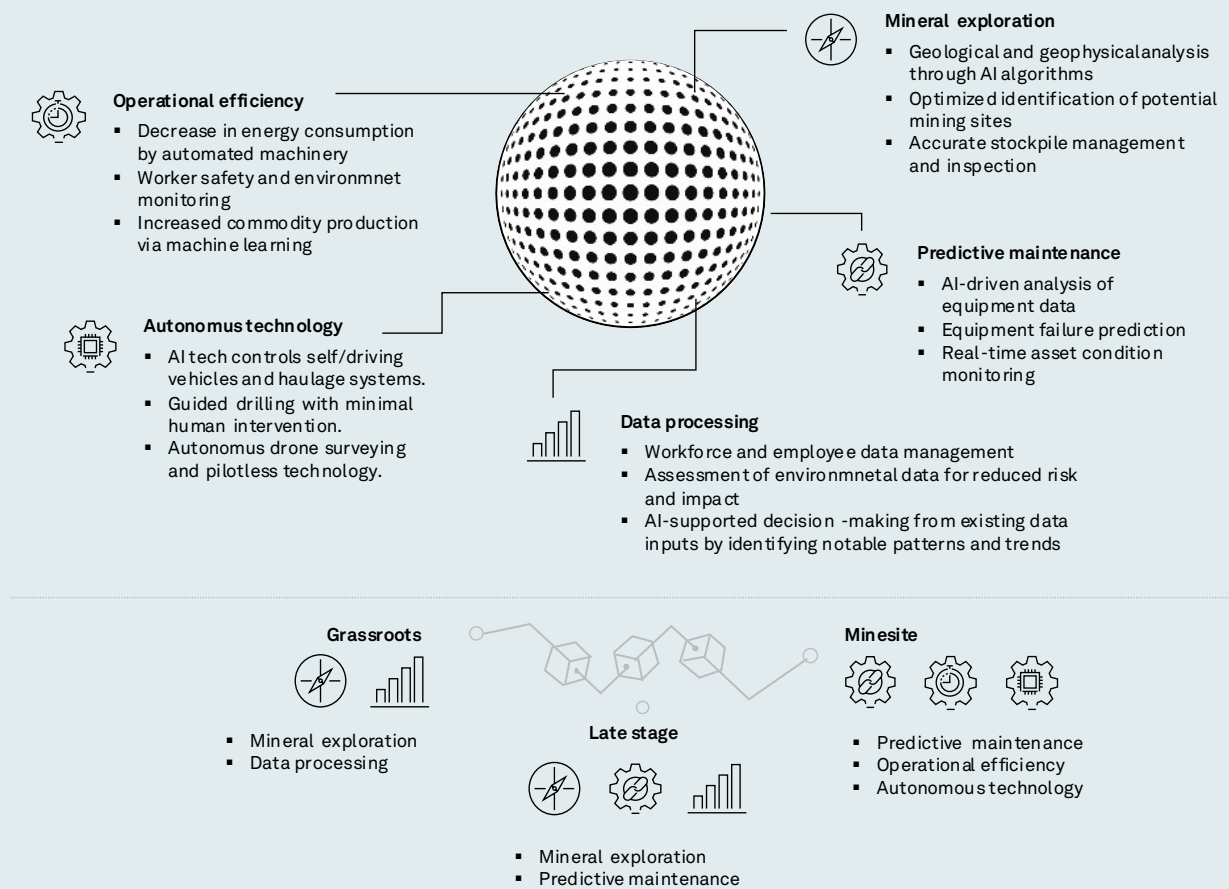 Mineral exploration
▪ Geological and geophysical analysis
through AI algorithms
▪ Optimized identification of potential
mining sites
▪ Accurate stockpile management
and inspection
Operational efficiency
▪ Decrease in energy consumption
by automated machinery
▪ Worker safety and environmnet
monitoring
▪ Increased commodity production
via machine learning
Predictive maintenance
▪ AI-driven analysis of
equipment data
▪ Equipment failure prediction
▪ Real-time asset condition
monitoring
Autonomus technology
▪ AI tech controls self/driving
vehicles and haulage systems.
▪ Guided drilling with minimal
human intervention.
▪ Autonomus drone surveying
and pilotless technology.
Data processing
▪ Workforce and employee data management
▪ Assessment of environmnetal data for reduced risk
and impact
▪ AI-supported decision -making from existing data
inputs by identifying notable patterns and trends
Grassroots
▪ Mineral exploration
▪ Data processing
Late stage
▪ Mineral exploration
▪ Predictive maintenance
Minesite
▪ Predictive maintenance
▪ Operational efficiency
▪ Autonomous technology